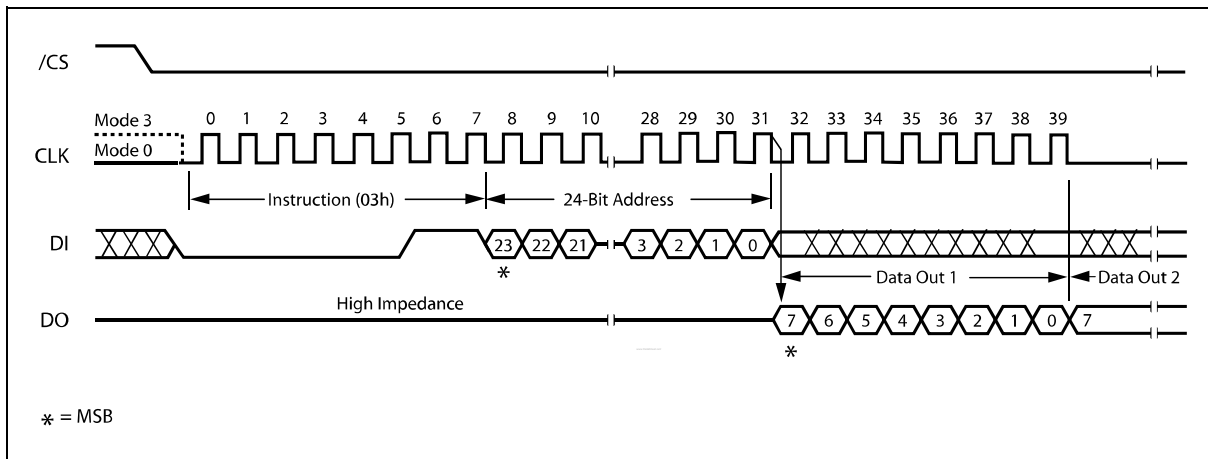 /CS
Mode 3
0 1 2 3 4 5 6 7 8 9 10 28 29 30 31 32 33 34 35 36 37 38 39
CLK
Mode 0
Instruction (03h) 24-Bit Address
DI
23 22 21 3 2 1 0
*
Data Out 1 Data Out 2
High Impedance
DO
7 6 5 4 3 2 1 0 7
*
* = MSB